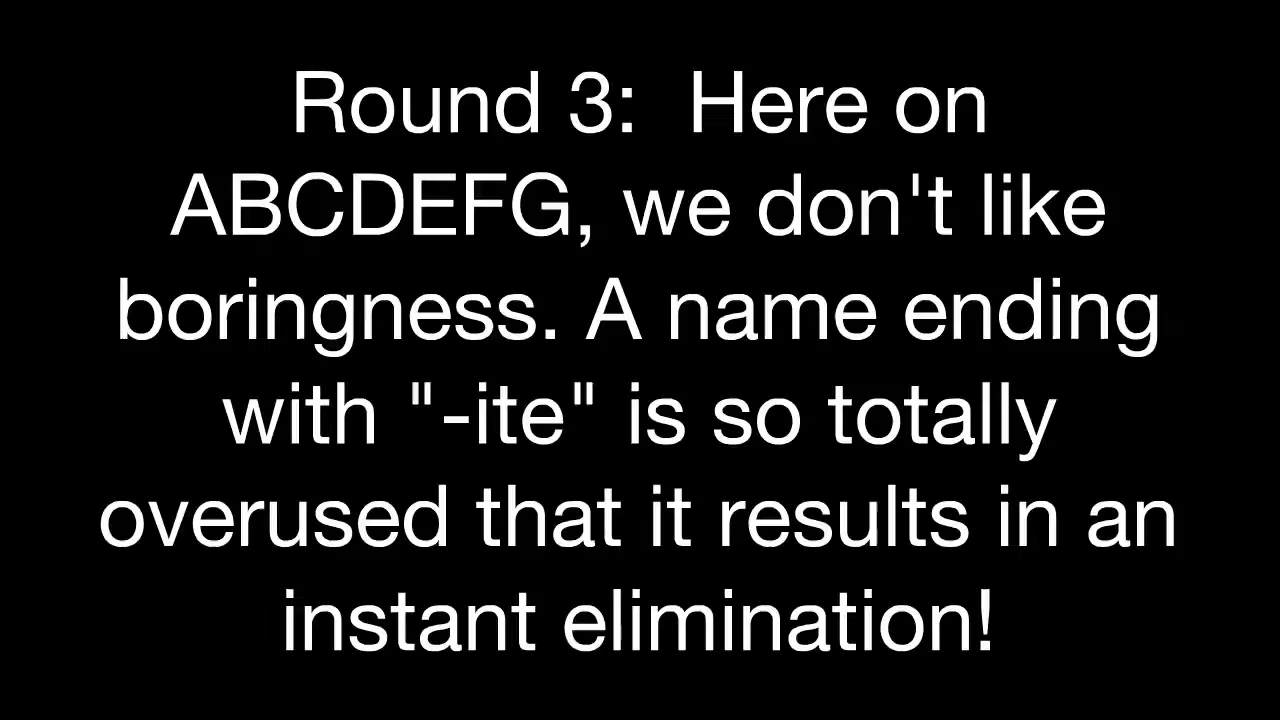 Round 3:  Here on
ABCDEFG, we don't like
boringness. A name ending
with "-ite" is so totally
overused that it results in an
instant elimination!